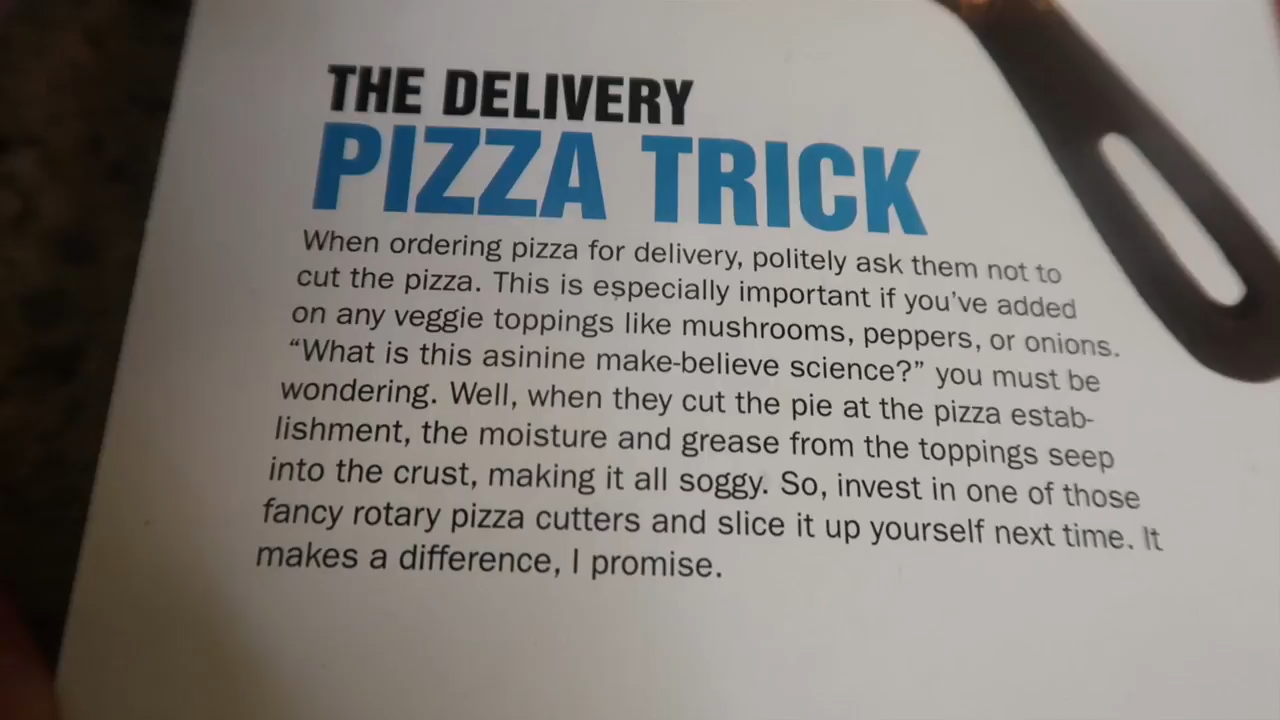 THE DELIVERY
PIZZA TRICK
When ordering pizza for delivery, politely ask them not to
cut the pizza. This is especially important if you've added
on any veggie toppings like mushrooms, peppers, or onions.
“What is this asinine make-believe science?” you must be
wondering. Well, when they cut the pie at the pizza estab-
lishment, the moisture and grease from the toppings seep
into the crust, making it all soggy. So, invest in one of those
fancy rotary pizza cutters and slice it up yourself next time. It
makes a difference, I promise.